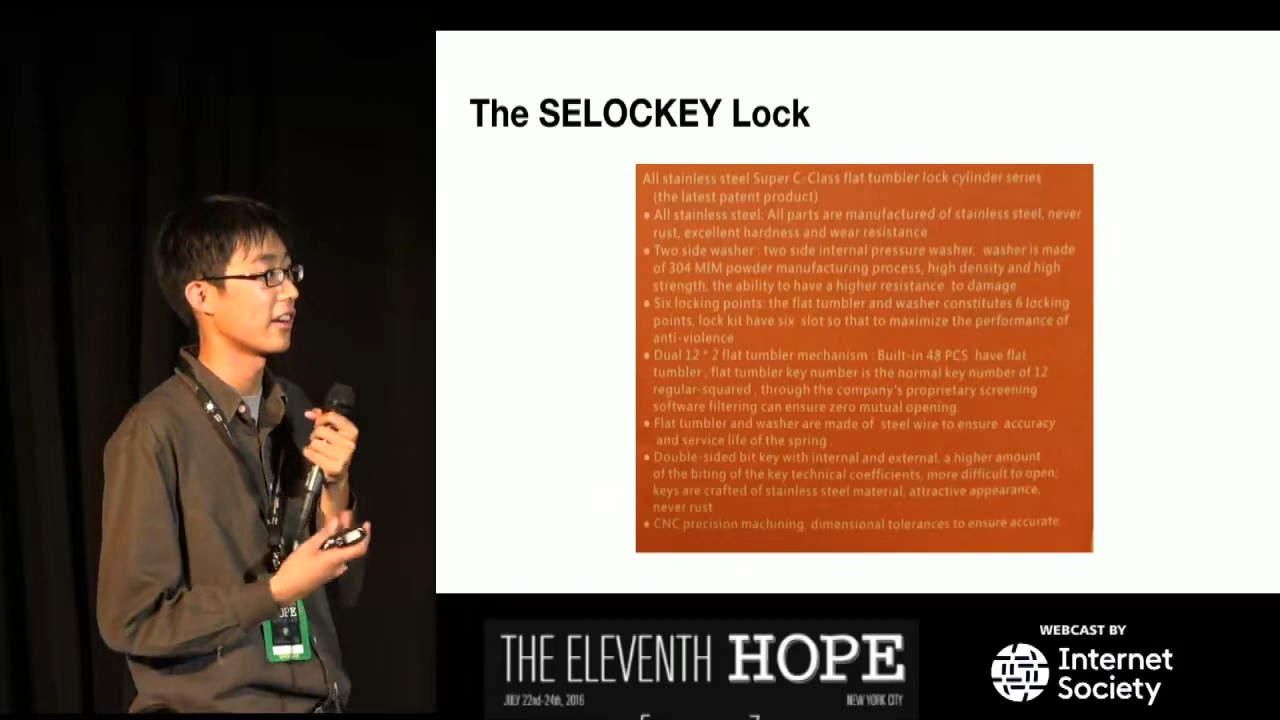 The SELOCKEY Lock
All stainless steel Super C-Class flat tumbler lock cylinder series
(the latest patent product)
• All stainless steel: All parts are manufactured of stainless steel, never
rust, excellent hardness and wear resistance
• Two side washer : two side internal pressure washer, washer is made
of 304 MIM powder manufacturing process, high density and high
strength, the ability to have a higher resistance to damage
• Six locking points: the flat tumbler and washer constitutes 6 locking
points, lock kit have six slot so that to maximize the performance of
anti-violence
• Dual 12 * 2 flat tumbler mechanism : Built-in 48 PCS have flat
tumbler , flat tumbler key number is the normal key number of 12
regular-squared , through the company's proprietary screening
software filtering can ensure zero mutual opening.
• Flat tumbler and washer are made of steel wire to ensure accuracy
and service life of the spring .
• Double-sided bit key with internal and external, a higher amount
of the biting of the key technical coefficients, more difficult to open;
keys are crafted of stainless steel material, attractive appearance,
never rust
• CNC precision machining, dimensional tolerances to ensure accurate
OPE
THE ELEVENTH HOPE
JULY 22nd-24th, 2016
NEW YORK CITY
WEBCAST BY
Internet
Society